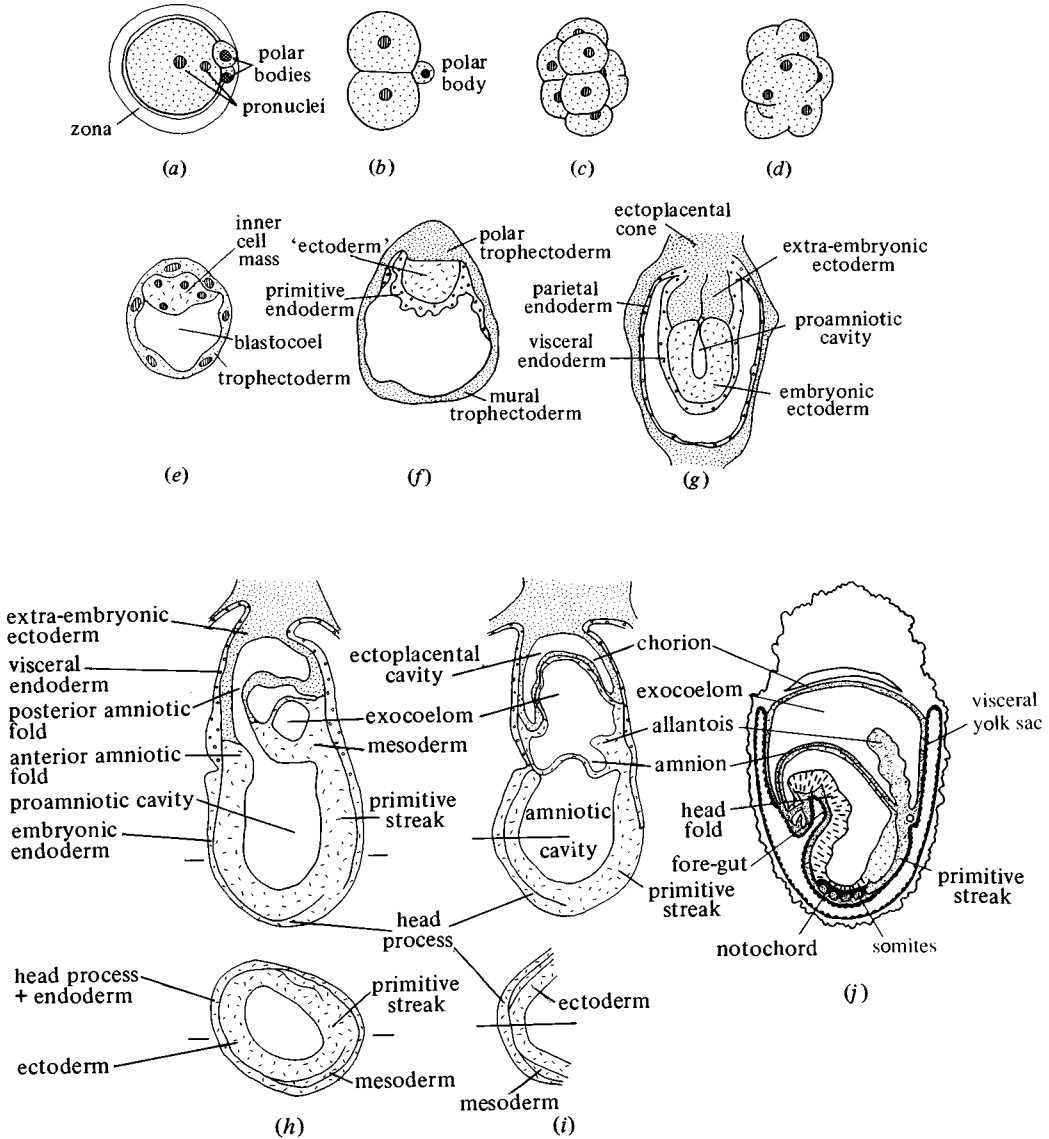 polar
bodies
pronuclei
zona
(a)
polar
body
(b)
(c)
(d)
inner
cell
mass
blastocoel
trophectoderm
(e)
'ectoderm'
polar
trophectoderm
primitive
endoderm
mural
trophectoderm
(f)
ectoplacental
cone
extra-embryonic
ectoderm
parietal
endoderm
proamniotic
cavity
visceral
endoderm
embryonic
ectoderm
(g)
extra-embryonic
ectoderm
visceral
endoderm
posterior amniotic
fold
anterior amniotic
fold
proamniotic cavity
embryonic
endoderm
ectoplacental
cavity
exocoelom
mesoderm
primitive
streak
head
process
chorion
exocoelom
allantois
amnion
amniotic
cavity
primitive
streak
head
fold
fore-gut
visceral
yolk sac
primitive
streak
notochord
somites
(j)
head process
+ endoderm
ectoderm
primitive
streak
mesoderm
(h)
ectoderm
mesoderm
(i)